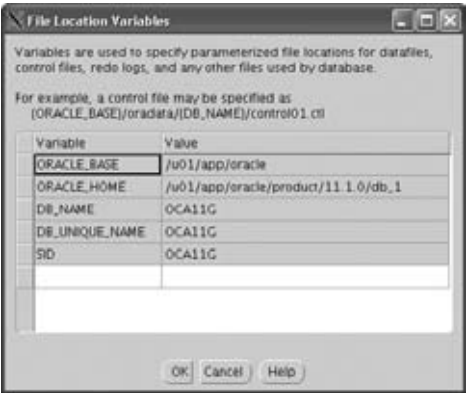 File Location Variables
Variables are used to specify parameterized file locations for datafiles,
control files, redo logs, and any other files used by database.
For example, a control file may be specified as
{ORACLE_BASE}/oradata/{DB_NAME}/control01.ctl
Variable Value
ORACLE_BASE /u01/app/oracle
ORACLE_HOME /u01/app/oracle/product/11.1.0/db_1
DB_NAME OCA11G
DB_UNIQUE_NAME OCA11G
SID OCA11G
OK Cancel Help